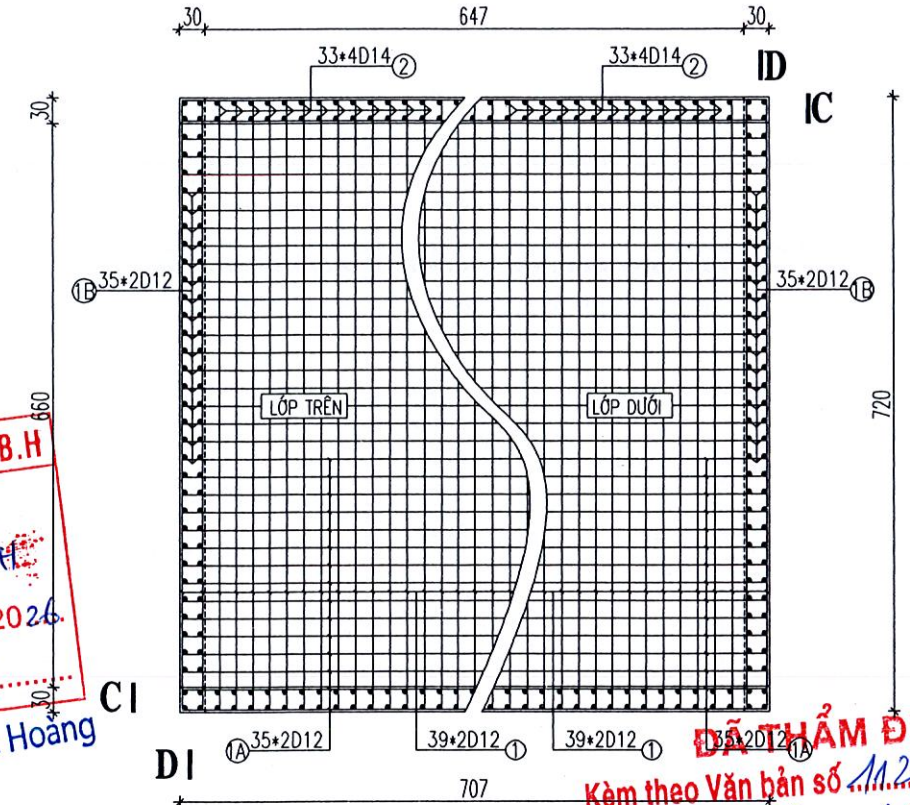 30 647 30
33*4D14 2 33*4D14 2
D
C
30
1B 35*2D12 35*2D12 1B
LỚP TRÊN LỚP DƯỚI
660
720
B.H
2026
30
C
Hoàng
D
1A 35*2D12 39*2D12 1 39*2D12 1 35*2D12 1A
ĐÃ THẨM Đ
Kèm theo Văn bản số
707